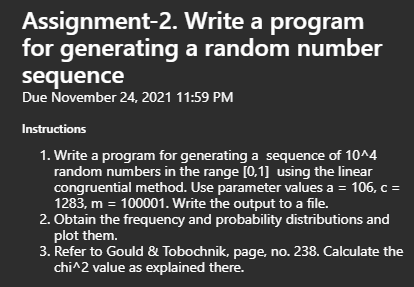 Assignment-2. Write a program
for generating a random number
sequence
Due November 24, 2021 11:59 PM
Instructions
1. Write a program for generating a  sequence of 10^4
random numbers in the range [0,1]  using the linear
congruential method. Use parameter values a = 106, c =
1283, m = 100001. Write the output to a file.
2. Obtain the frequency and probability distributions and
plot them.
3. Refer to Gould & Tobochnik, page, no. 238. Calculate the
chi^2 value as explained there.